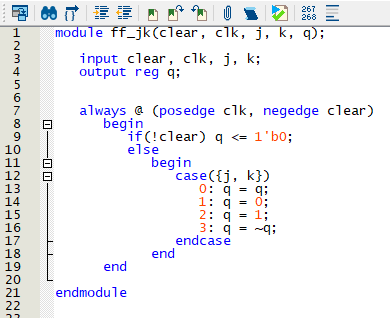 267
268
1 module ff_jk(clear, clk, j, k, q);
2
3 input clear, clk, j, k;
4 output reg q;
5
6
7 always @ (posedge clk, negedge clear)
8 begin
9 if(!clear) q <= 1'b0;
10 else
11 begin
12 case({j, k})
13 0: q = q;
14 1: q = 0;
15 2: q = 1;
16 3: q = ~q;
17 endcase
18 end
19 end
20
21 endmodule
22